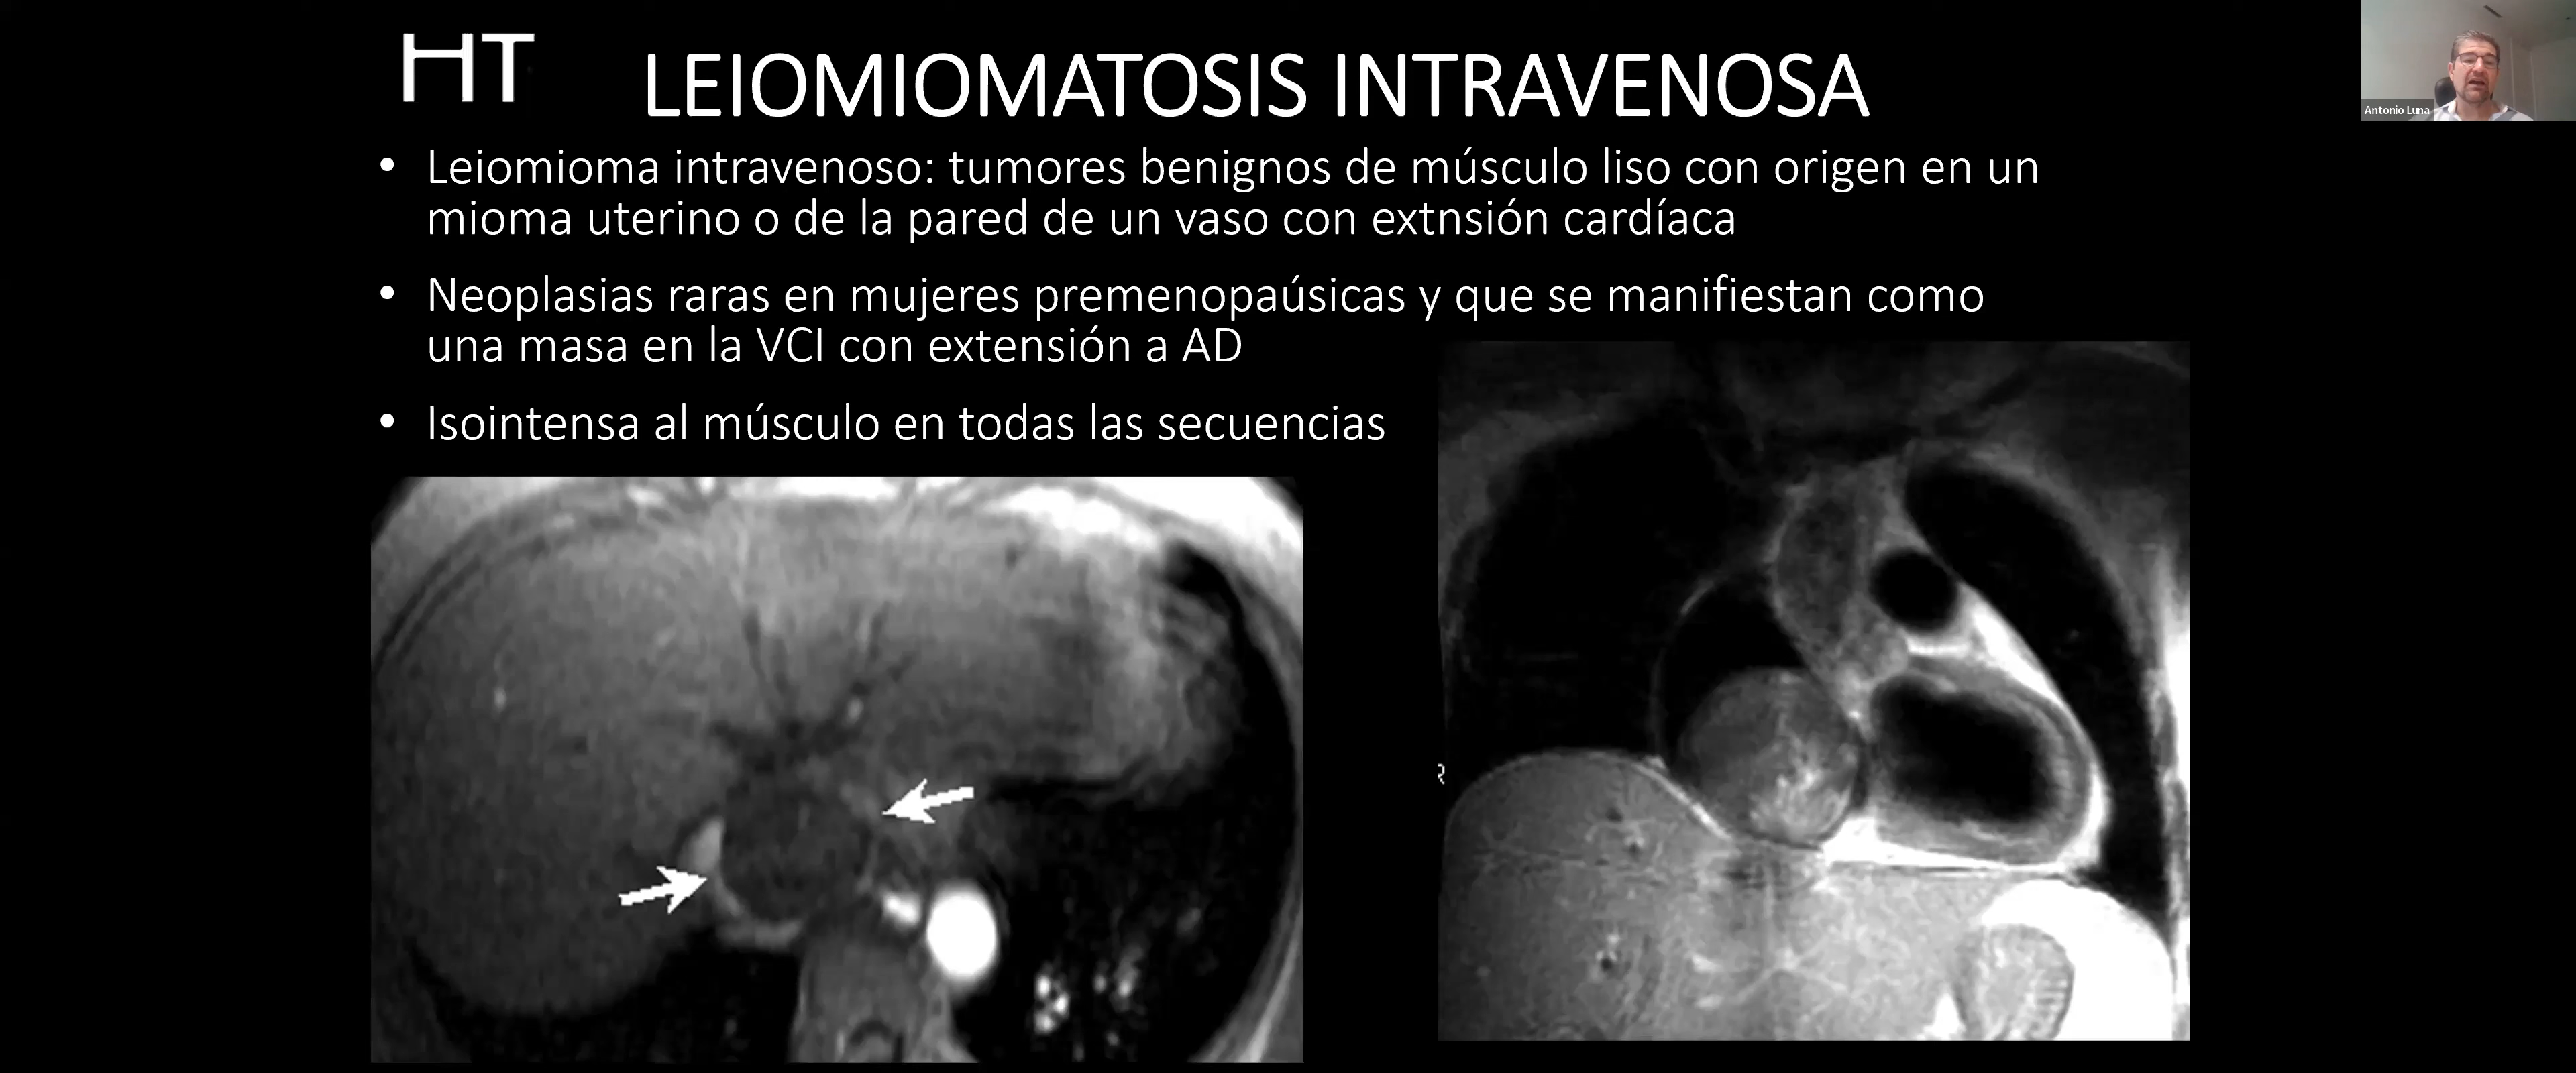 HT
LEIOMIOMATOSIS INTRAVENOSA
Antonio Luna
• Leiomioma intravenoso: tumores benignos de músculo liso con origen en un
mioma uterino o de la pared de un vaso con extnsión cardíaca
• Neoplasias raras en mujeres premenopaúsicas y que se manifiestan como
una masa en la VCI con extensión a AD
• Isointensa al músculo en todas las secuencias
R